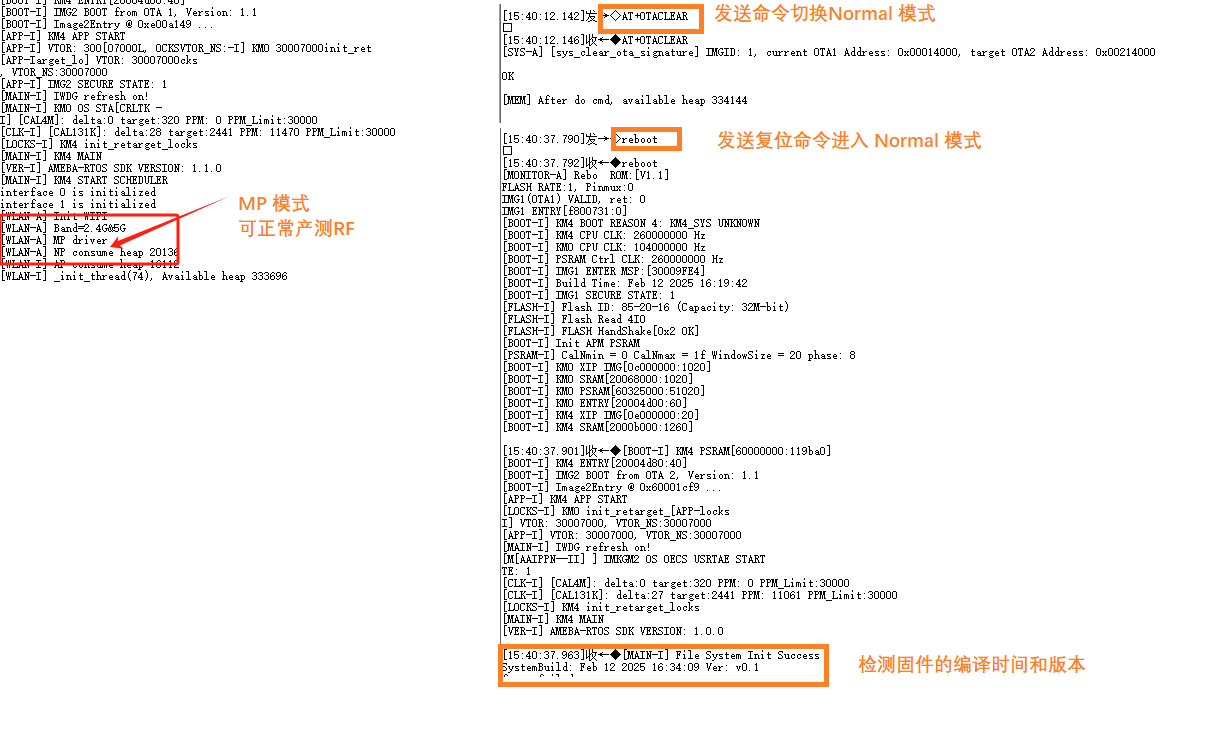 [BOOT-I] KM4 ENTRY[20004d00:40]
[BOOT-I] IMG2 BOOT from OTA 1, Version: 1.1
[BOOT-I] Image2Entry @ 0xe00a149 ...
[APP-I] KM4 APP START
[APP-I] VTOR: 300[07000L, OCKSVTOR_NS:-I] KM0 30007000init_ret
[APP-Iarget_lo] VTOR: 30007000cks
, VTOR_NS:30007000
[APP-I] IMG2 SECURE STATE: 1
[MAIN-I] IWDG refresh on!
[MAIN-I] KM0 OS STA[CRLTK -
I] [CAL4M]: delta:0 target:320 PPM: 0 PPM_Limit:30000
[CLK-I] [CAL131K]: delta:28 target:2441 PPM: 11470 PPM_Limit:30000
[LOCKS-I] KM4 init_retarget_locks
[MAIN-I] KM4 MAIN
[VER-I] AMEBA-RTOS SDK VERSION: 1.1.0
[MAIN-I] KM4 START SCHEDULER
interface 0 is initialized
interface 1 is initialized
[WLAN-A] Init WIFI
[WLAN-A] Band=2.4G&5G
[WLAN-A] MP driver
[WLAN-A] NP consume heap 20136
[WLAN-I] AP consume heap 16112
[WLAN-I] _init_thread(74), Available heap 333696
MP 模式
可正常产测RF
[15:40:12.142]发→◇AT+OTACLEAR
□
发送命令切换Normal 模式
[15:40:12.146]收←◆AT+OTACLEAR
[SYS-A] [sys_clear_ota_signature] IMGID: 1, current OTA1 Address: 0x00014000, target OTA2 Address: 0x00214000
OK
[MEM] After do cmd, available heap 334144
[15:40:37.790]发→◇reboot
□
发送复位命令进入 Normal 模式
[15:40:37.792]收←◆reboot
[MONITOR-A] Rebo  ROM:[V1.1]
FLASH RATE:1, Pinmux:0
IMG1(OTA1) VALID, ret: 0
IMG1 ENTRY[f800731:0]
[BOOT-I] KM4 BOOT REASON 4: KM4_SYS UNKNOWN
[BOOT-I] KM4 CPU CLK: 260000000 Hz
[BOOT-I] KM0 CPU CLK: 104000000 Hz
[BOOT-I] PSRAM Ctrl CLK: 260000000 Hz
[BOOT-I] IMG1 ENTER MSP:[30009FE4]
[BOOT-I] Build Time: Feb 12 2025 16:19:42
[BOOT-I] IMG1 SECURE STATE: 1
[FLASH-I] Flash ID: 85-20-16 (Capacity: 32M-bit)
[FLASH-I] Flash Read 4IO
[FLASH-I] FLASH HandShake[0x2 OK]
[BOOT-I] Init APM PSRAM
[PSRAM-I] CalNmin = 0 CalNmax = 1f WindowSize = 20 phase: 8
[BOOT-I] KM0 XIP IMG[0c000000:1020]
[BOOT-I] KM0 SRAM[20068000:1020]
[BOOT-I] KM0 PSRAM[60325000:51020]
[BOOT-I] KM0 ENTRY[20004d00:60]
[BOOT-I] KM4 XIP IMG[0e000000:20]
[BOOT-I] KM4 SRAM[2000b000:1260]
[15:40:37.901]收←◆[BOOT-I] KM4 PSRAM[60000000:119ba0]
[BOOT-I] KM4 ENTRY[20004d80:40]
[BOOT-I] IMG2 BOOT from OTA 2, Version: 1.1
[BOOT-I] Image2Entry @ 0x60001cf9 ...
[APP-I] KM4 APP START
[LOCKS-I] KM0 init_retarget_[APP-locks
I] VTOR: 30007000, VTOR_NS:30007000
[APP-I] VTOR: 30007000, VTOR_NS:30007000
[MAIN-I] IWDG refresh on!
[M[AAIPPN--II] ] IMKGM2 OS OECS USRTAE START
TE: 1
[CLK-I] [CAL4M]: delta:0 target:320 PPM: 0 PPM_Limit:30000
[CLK-I] [CAL131K]: delta:27 target:2441 PPM: 11061 PPM_Limit:30000
[LOCKS-I] KM4 init_retarget_locks
[MAIN-I] KM4 MAIN
[VER-I] AMEBA-RTOS SDK VERSION: 1.0.0
[15:40:37.963]收←◆[MAIN-I] File System Init Success
SystemBuild: Feb 12 2025 16:34:09 Ver: v0.1
检测固件的编译时间和版本